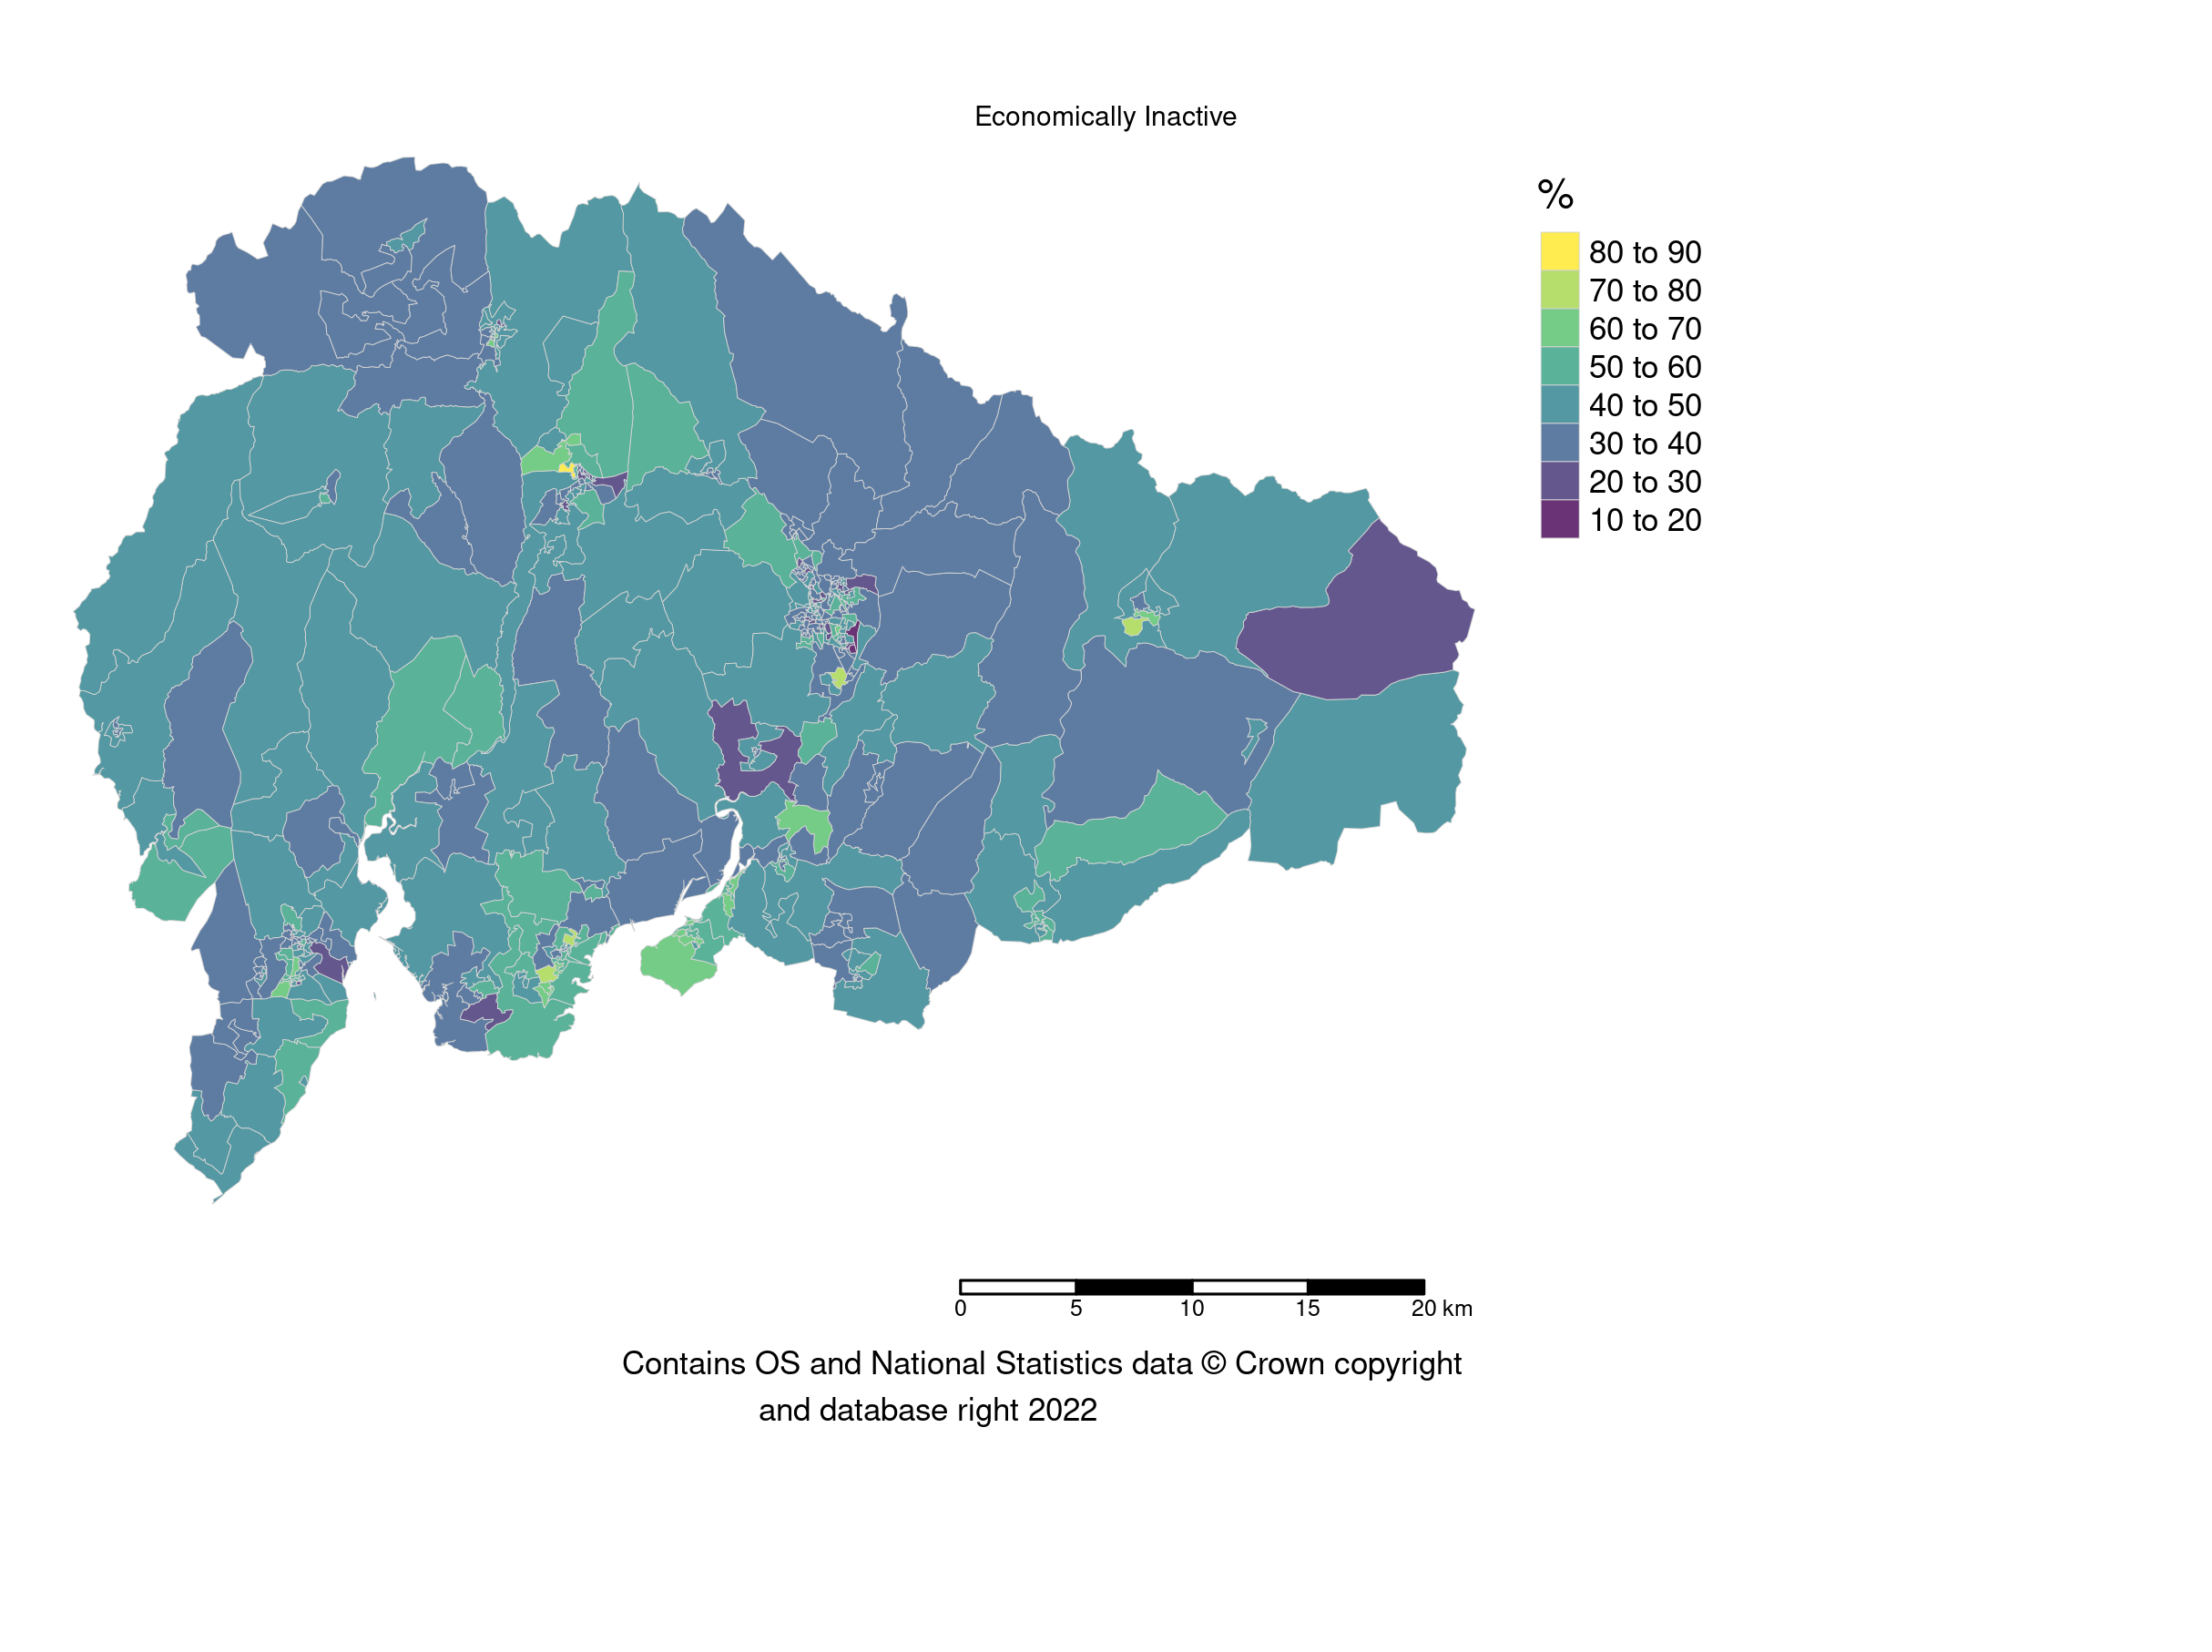 Economically Inactive
%
80 to 90
70 to 80
60 to 70
50 to 60
40 to 50
30 to 40
20 to 30
10 to 20
0 5 10 15 20 km
Contains OS and National Statistics data © Crown copyright
and database right 2022